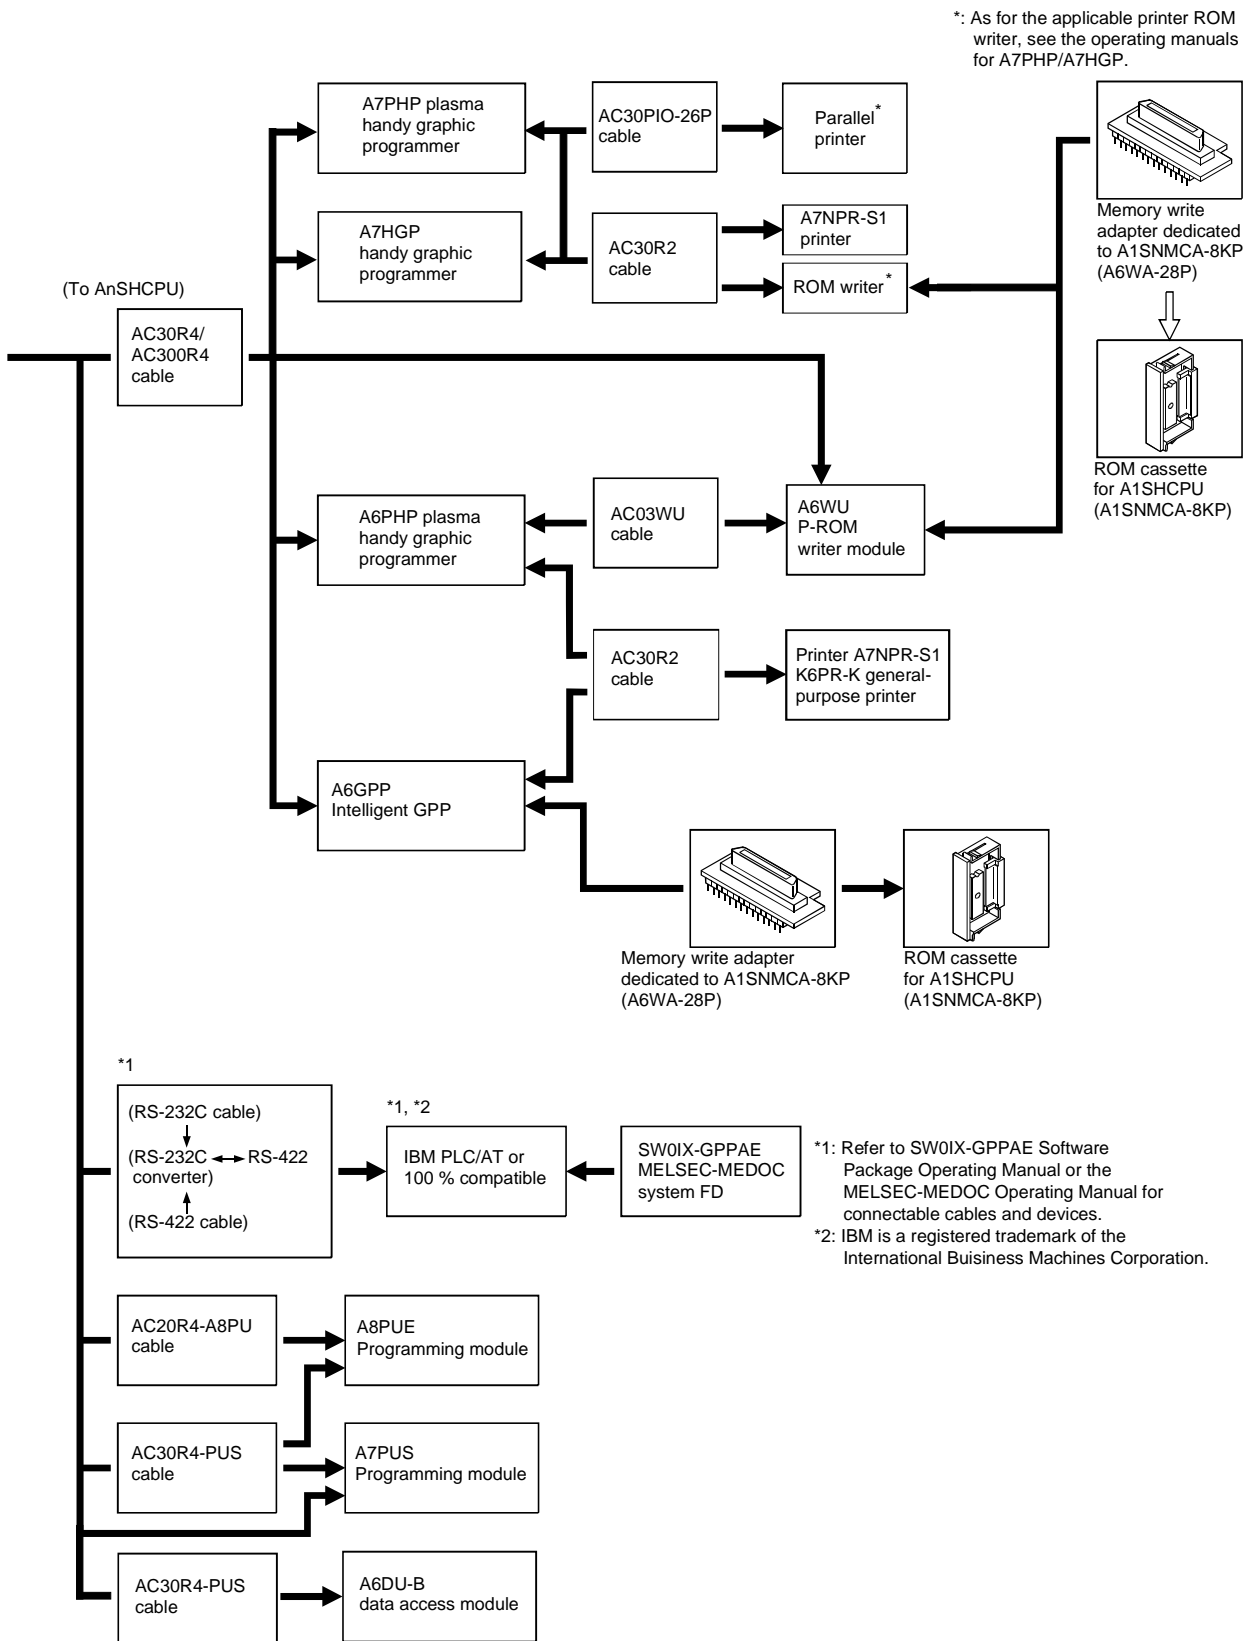 *: As for the applicable printer ROM
writer, see the operating manuals
for A7PHP/A7HGP.
A7PHP plasma
handy graphic
programmer
AC30PIO-26P
cable
Parallel*
printer
Memory write
adapter dedicated
to A1SNMCA-8KP
(A6WA-28P)
A7HGP
handy graphic
programmer
AC30R2
cable
A7NPR-S1
printer
ROM writer*
(To AnSHCPU)
AC30R4/
AC300R4
cable
ROM cassette
for A1SHCPU
(A1SNMCA-8KP)
A6PHP plasma
handy graphic
programmer
AC03WU
cable
A6WU
P-ROM
writer module
AC30R2
cable
Printer A7NPR-S1
K6PR-K general-
purpose printer
A6GPP
Intelligent GPP
Memory write adapter
dedicated to A1SNMCA-8KP
(A6WA-28P)
ROM cassette
for A1SHCPU
(A1SNMCA-8KP)
*1
(RS-232C cable)
(RS-232C RS-422
converter)
(RS-422 cable)
*1, *2
IBM PLC/AT or
100 % compatible
SW0IX-GPPAE
MELSEC-MEDOC
system FD
*1: Refer to SW0IX-GPPAE Software
Package Operating Manual or the
MELSEC-MEDOC Operating Manual for
connectable cables and devices.
*2: IBM is a registered trademark of the
International Buisiness Machines Corporation.
AC20R4-A8PU
cable
A8PUE
Programming module
AC30R4-PUS
cable
A7PUS
Programming module
AC30R4-PUS
cable
A6DU-B
data access module